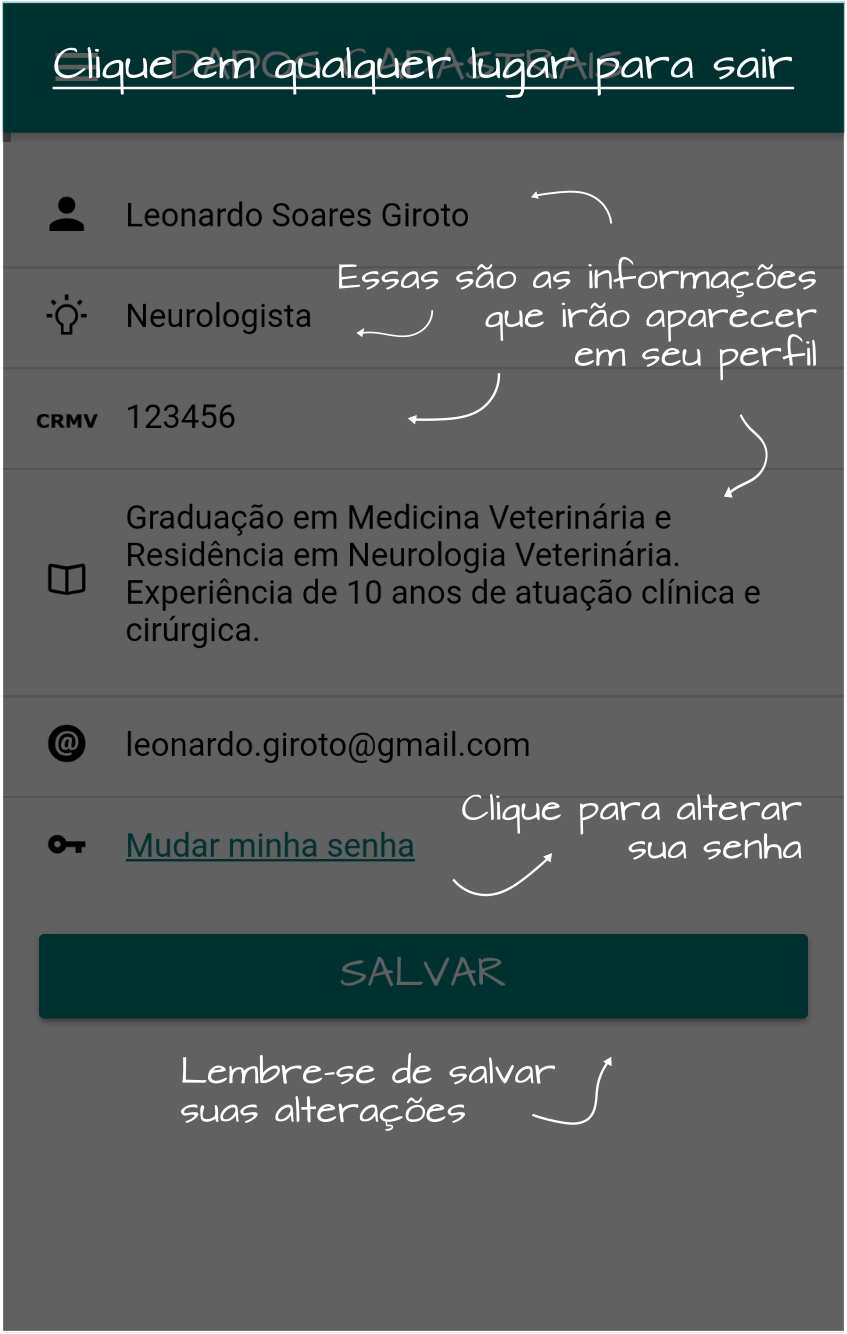 DADOS CADASTRAIS
Clique em qualquer lugar para sair
Leonardo Soares Giroto
Essas são as informações
que irão aparecer
em seu perfil
Neurologista
CRMV 123456
Graduação em Medicina Veterinária e
Residência em Neurologia Veterinária.
Experiência de 10 anos de atuação clínica e
cirúrgica.
@ leonardo.giroto@gmail.com
Clique para alterar
sua senha
Mudar minha senha
SALVAR
Lembre-se de salvar
suas alterações